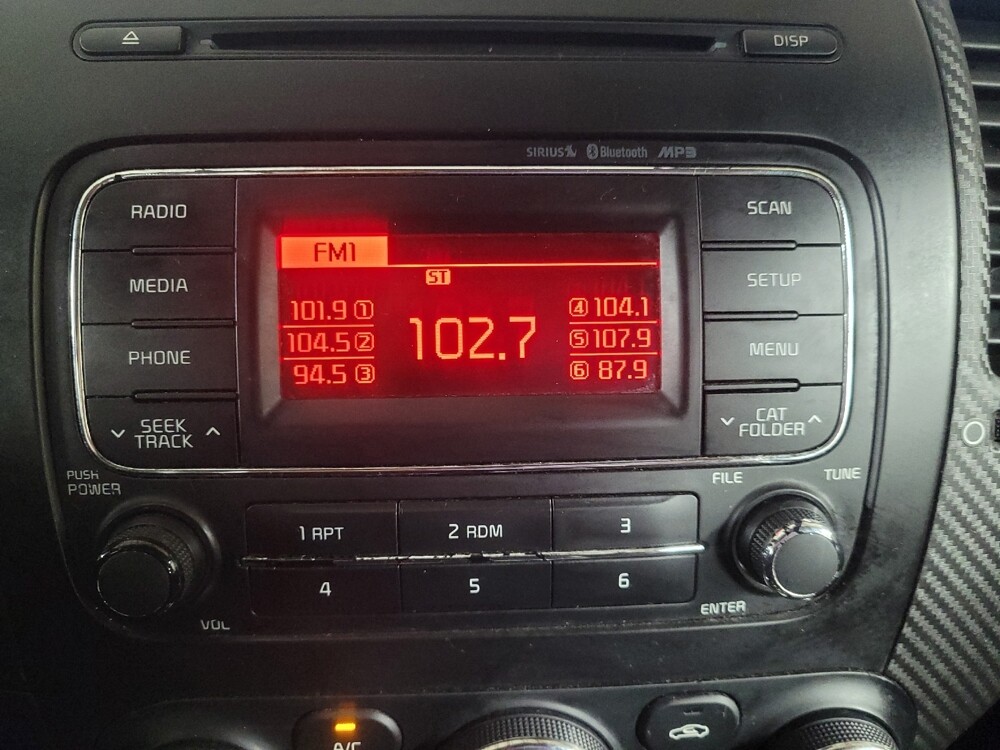 DISP
SIRIUS Bluetooth MP3
RADIO
MEDIA
PHONE
SEEK
TRACK
FM1
ST
101.9 1
104.5 2
94.5 3
102.7
4 104.1
5 107.9
6 87.9
SCAN
SETUP
MENU
CAT
FOLDER
PUSH
POWER
VOL
1 RPT
2 RDM
3
4
5
6
FILE
TUNE
ENTER
A/C